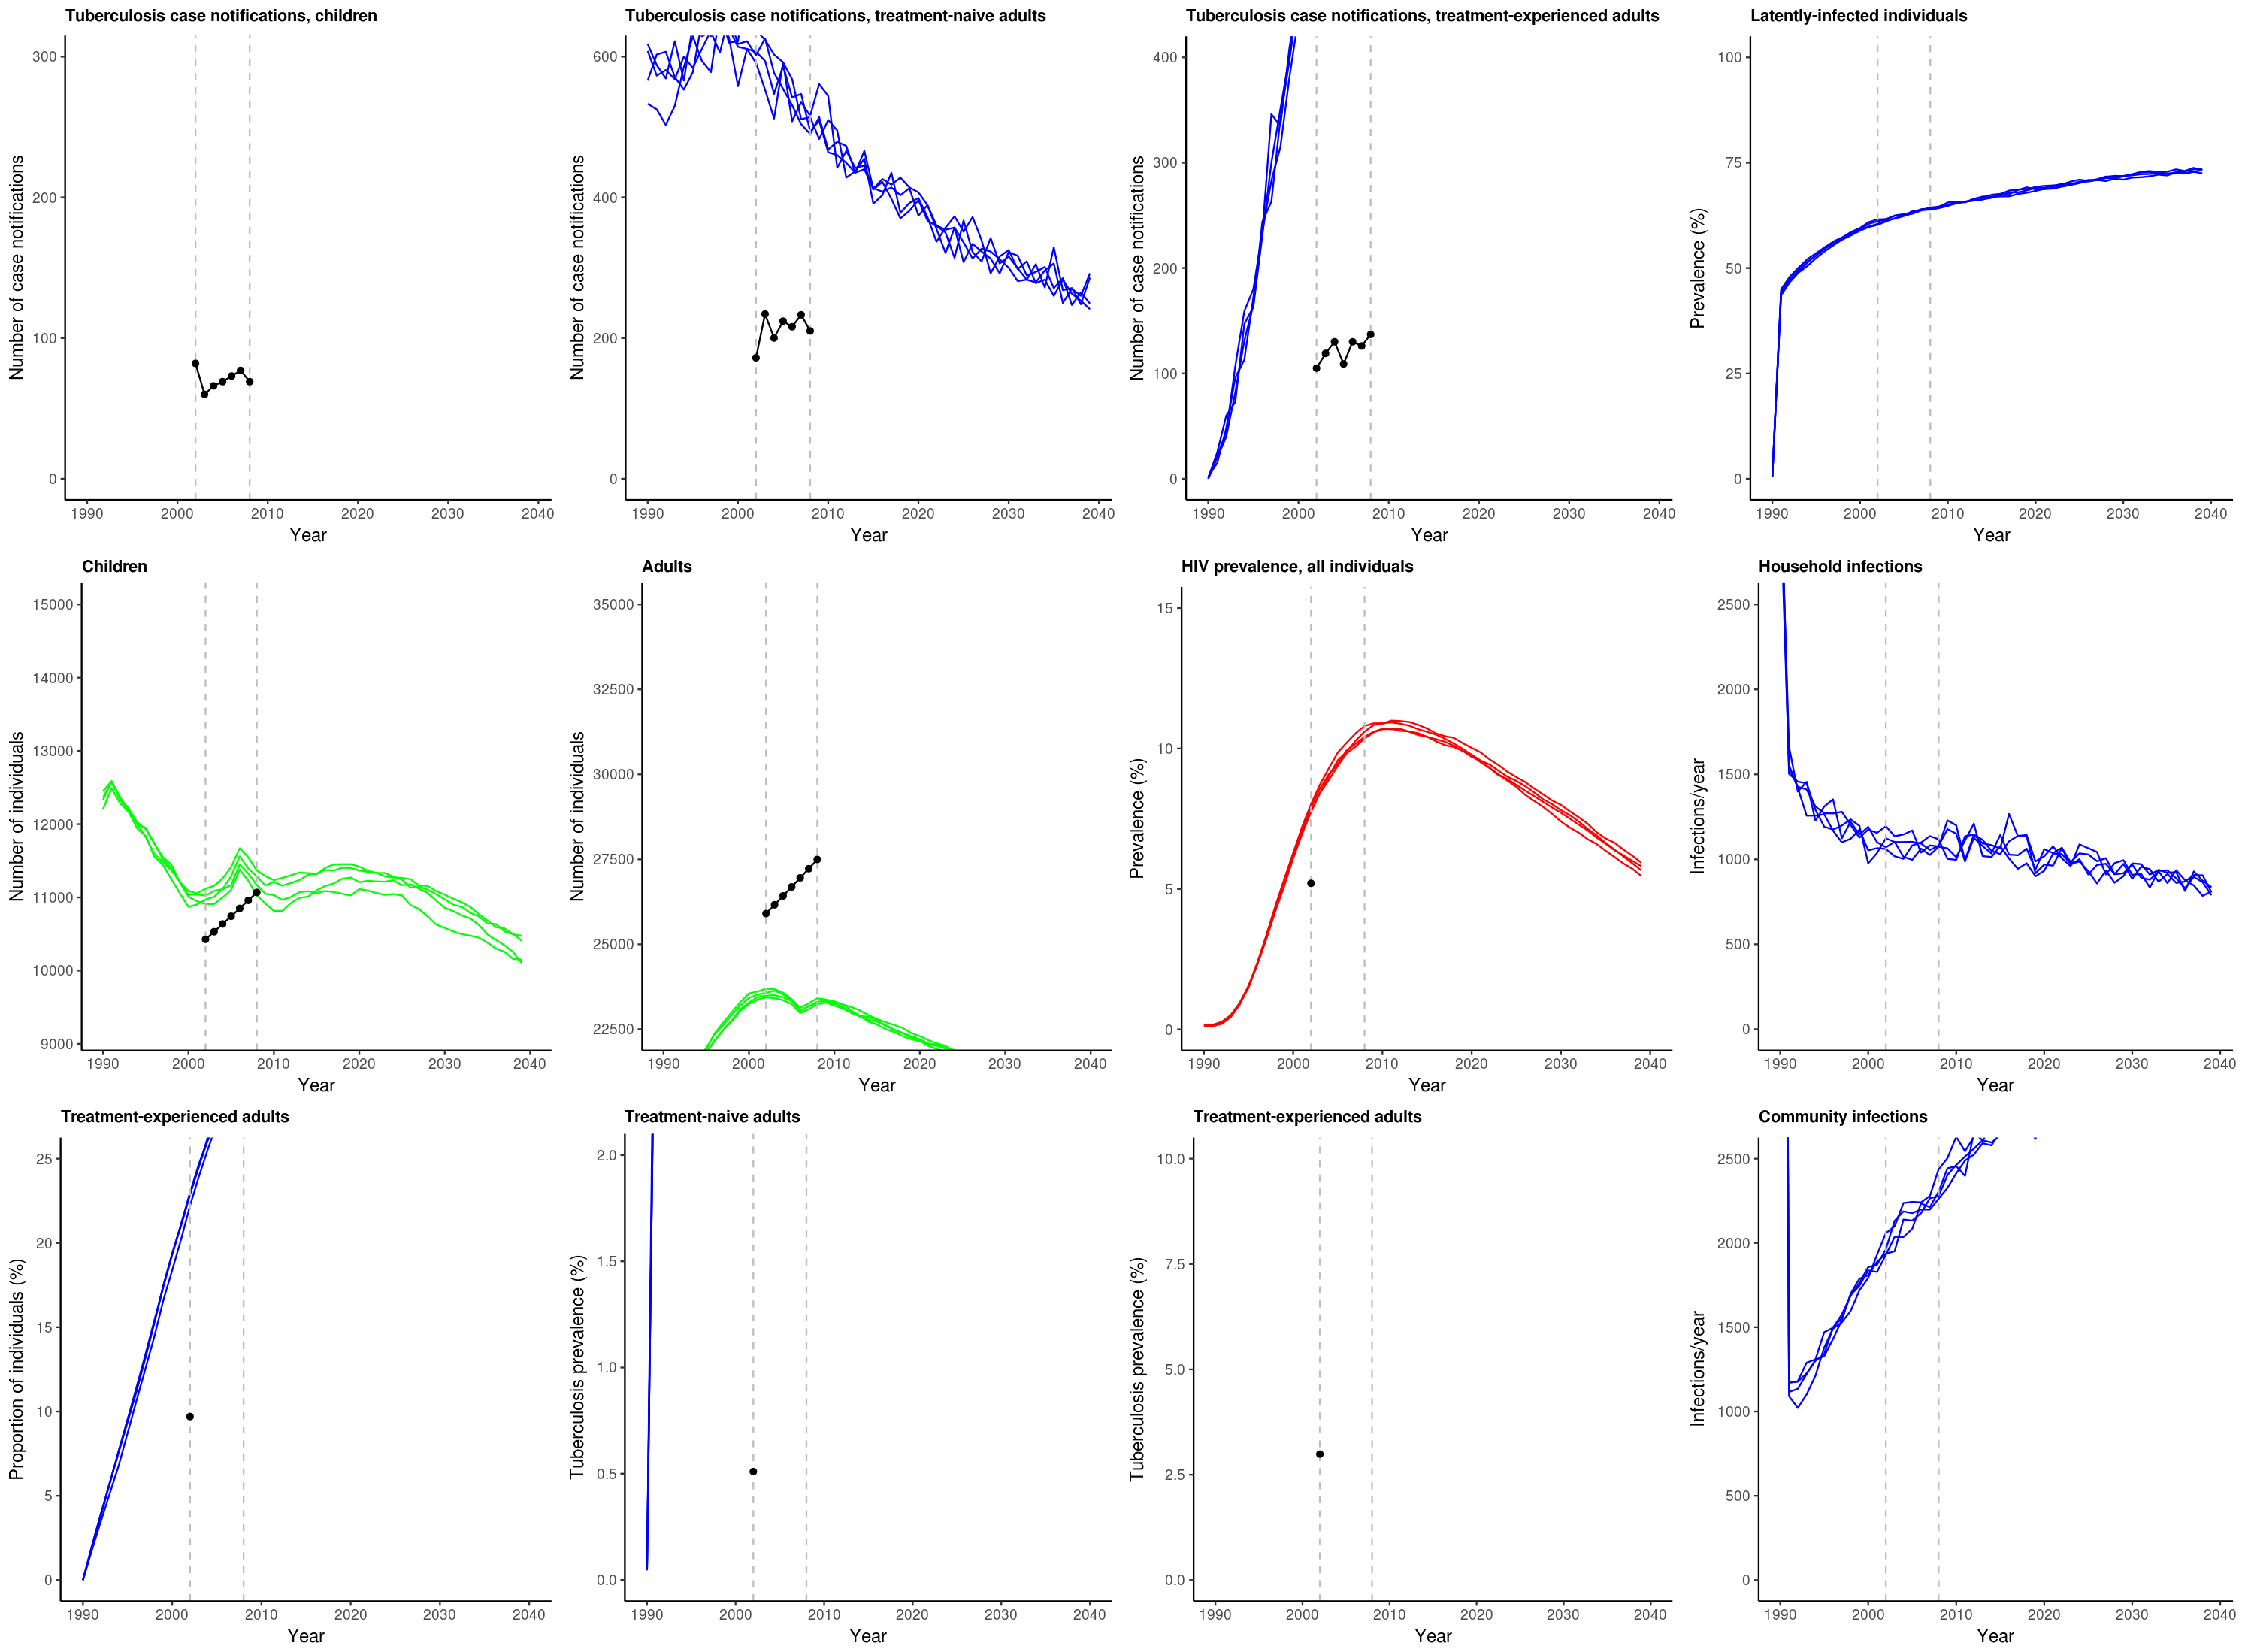 Tuberculosis case notifications, children
Number of case notifications
300
200
100
0
1990 2000 2010 2020 2030 2040
Year
Tuberculosis case notifications, treatment-naive adults
Number of case notifications
600
400
200
0
1990 2000 2010 2020 2030 2040
Year
Tuberculosis case notifications, treatment-experienced adults
Number of case notifications
400
300
200
100
0
1990 2000 2010 2020 2030 2040
Year
Latently-infected individuals
Prevalence (%)
100
75
50
25
0
1990 2000 2010 2020 2030 2040
Year
Children
Number of individuals
15000
14000
13000
12000
11000
10000
9000
1990 2000 2010 2020 2030 2040
Year
Adults
Number of individuals
35000
32500
30000
27500
25000
22500
1990 2000 2010 2020 2030 2040
Year
HIV prevalence, all individuals
Prevalence (%)
15
10
5
0
1990 2000 2010 2020 2030 2040
Year
Household infections
Infections/year
2500
2000
1500
1000
500
0
1990 2000 2010 2020 2030 2040
Year
Treatment-experienced adults
Proportion of individuals (%)
25
20
15
10
5
0
1990 2000 2010 2020 2030 2040
Year
Treatment-naive adults
Tuberculosis prevalence (%)
2.0
1.5
1.0
0.5
0.0
1990 2000 2010 2020 2030 2040
Year
Treatment-experienced adults
Tuberculosis prevalence (%)
10.0
7.5
5.0
2.5
0.0
1990 2000 2010 2020 2030 2040
Year
Community infections
Infections/year
2500
2000
1500
1000
500
0
1990 2000 2010 2020 2030 2040
Year